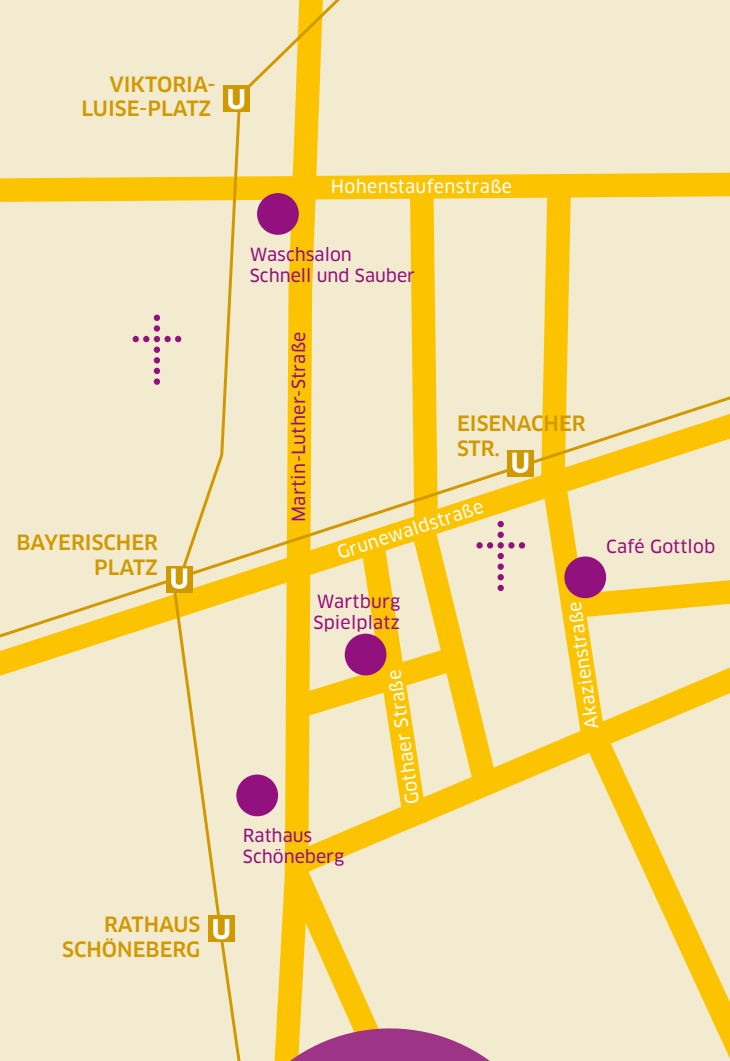 VIKTORIA-
LUISE-PLATZ
U
Hohenstaufenstraße
Waschsalon
Schnell und Sauber
Martin-Luther-Straße
EISENACHER
STR.
U
Grunewaldstraße
BAYERISCHER
PLATZ
U
Café Gottlob
Wartburg
Spielplatz
Akazienstraße
Gothaer Straße
Rathaus
Schöneberg
RATHAUS
SCHÖNEBERG
U